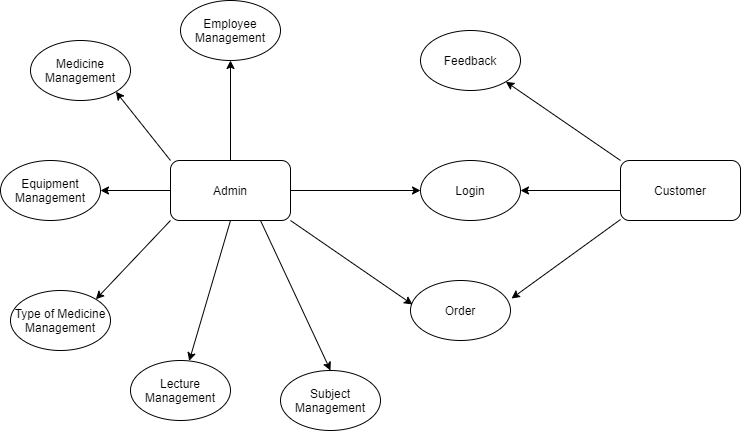 Employee
Management
Medicine
Management
Feedback
Equipment
Management
Admin
Login
Customer
Type of Medicine
Management
Order
Lecture
Management
Subject
Management